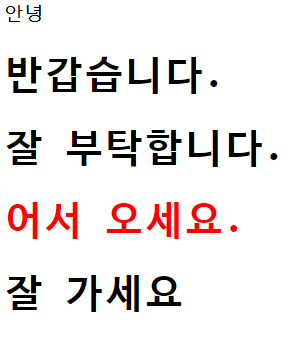 안녕
반갑습니다.
잘 부탁합니다.
어서 오세요.
잘 가세요